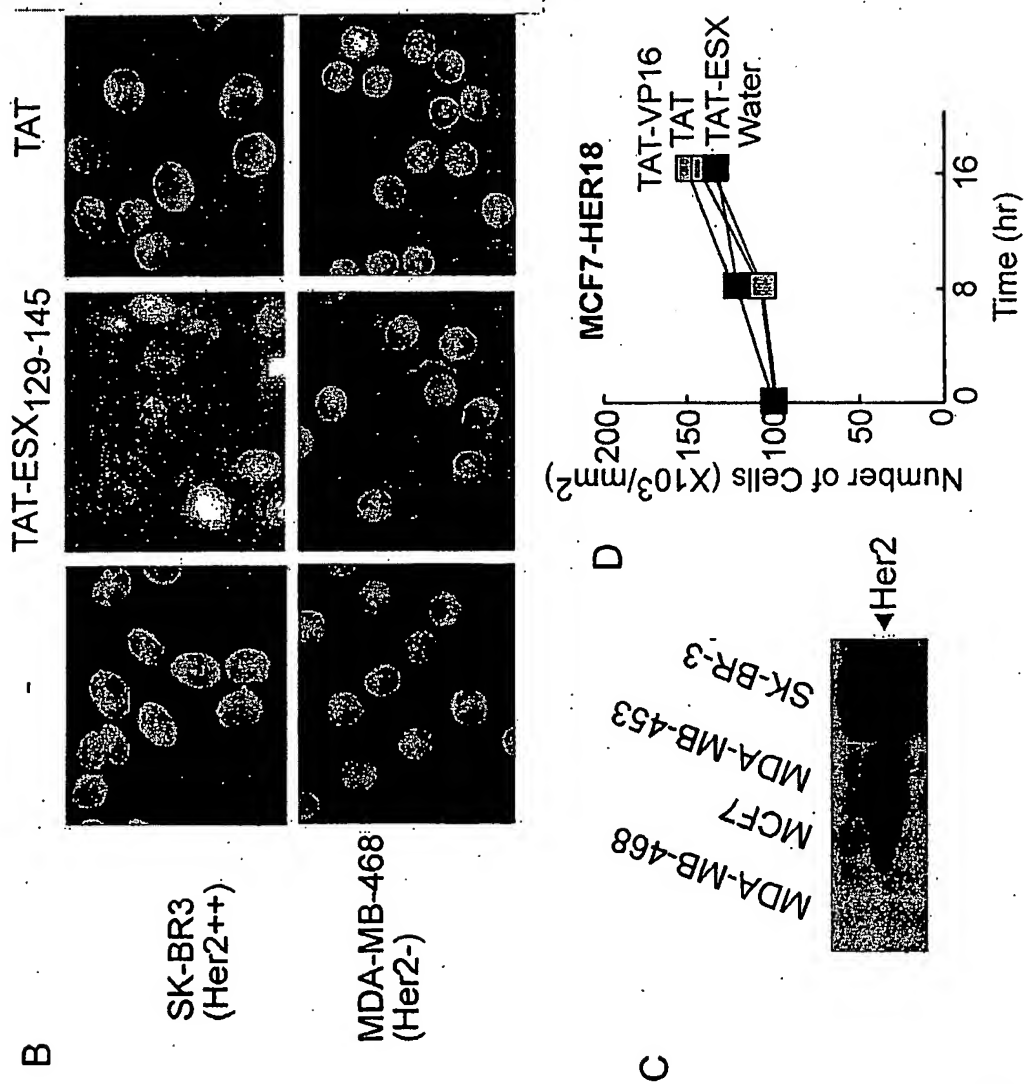 B
-
TAT-ESX129-145
TAT
SK-BR3
(Her2++)
MDA-MB-468
(Her2-)
C
MDA-MB-468
MCF7
MDA-MB-453
SK-BR-3
Her2
D
MCF7-HER18
Number of Cells (X10³/mm²)
200
150
100
50
0
TAT-VP16
TAT
TAT-ESX
Water.
0
8
16
Time (hr)